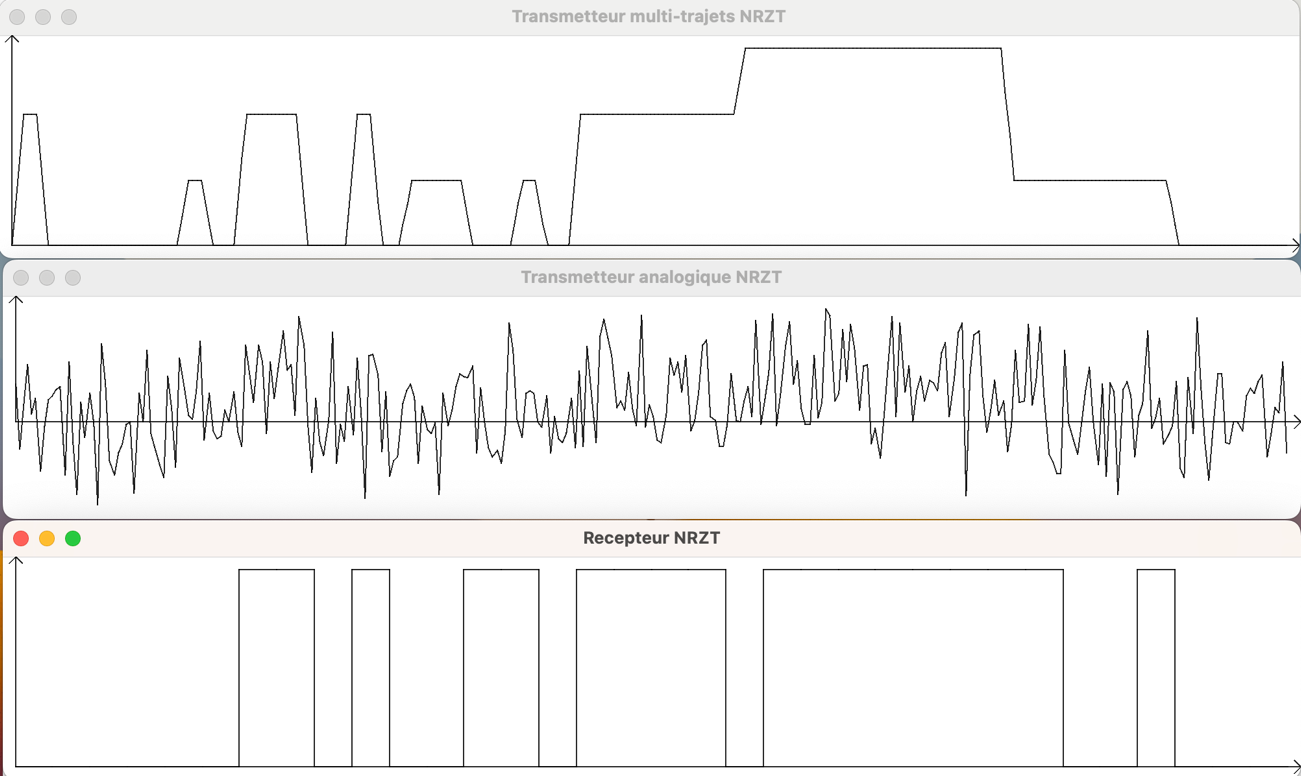 Transmetteur multi-trajets NRZT
Transmetteur analogique NRZT
Recepteur NRZT